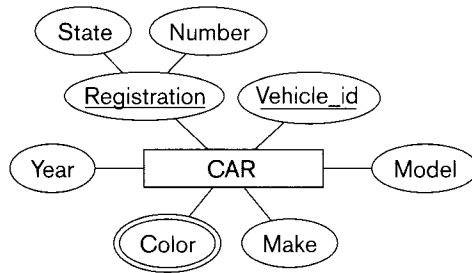 State
Number
Registration
Vehicle_id
Year
CAR
Model
Color
Make